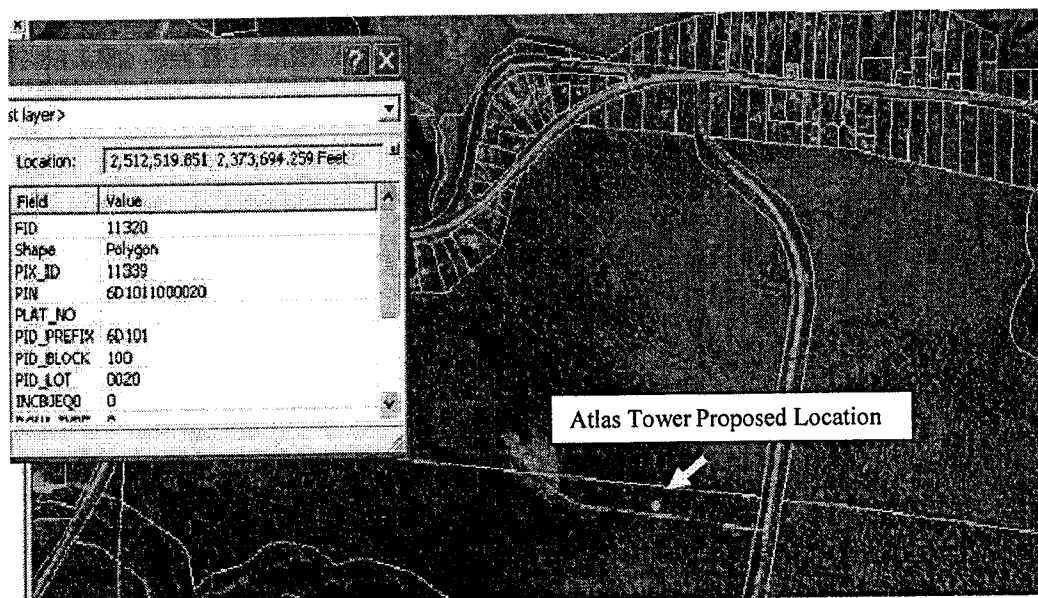 st layer>
Location: 2,512,519.851 2,373,694.259 Feet
Field Value
FID 11320
Shape Polygon
PIX_ID 11339
PIN 6D1011000020
PLAT_NO
PID_PREFIX 6D101
PID_BLOCK 100
PID_LOT 0020
INCBJEQ0 0
Atlas Tower Proposed Location